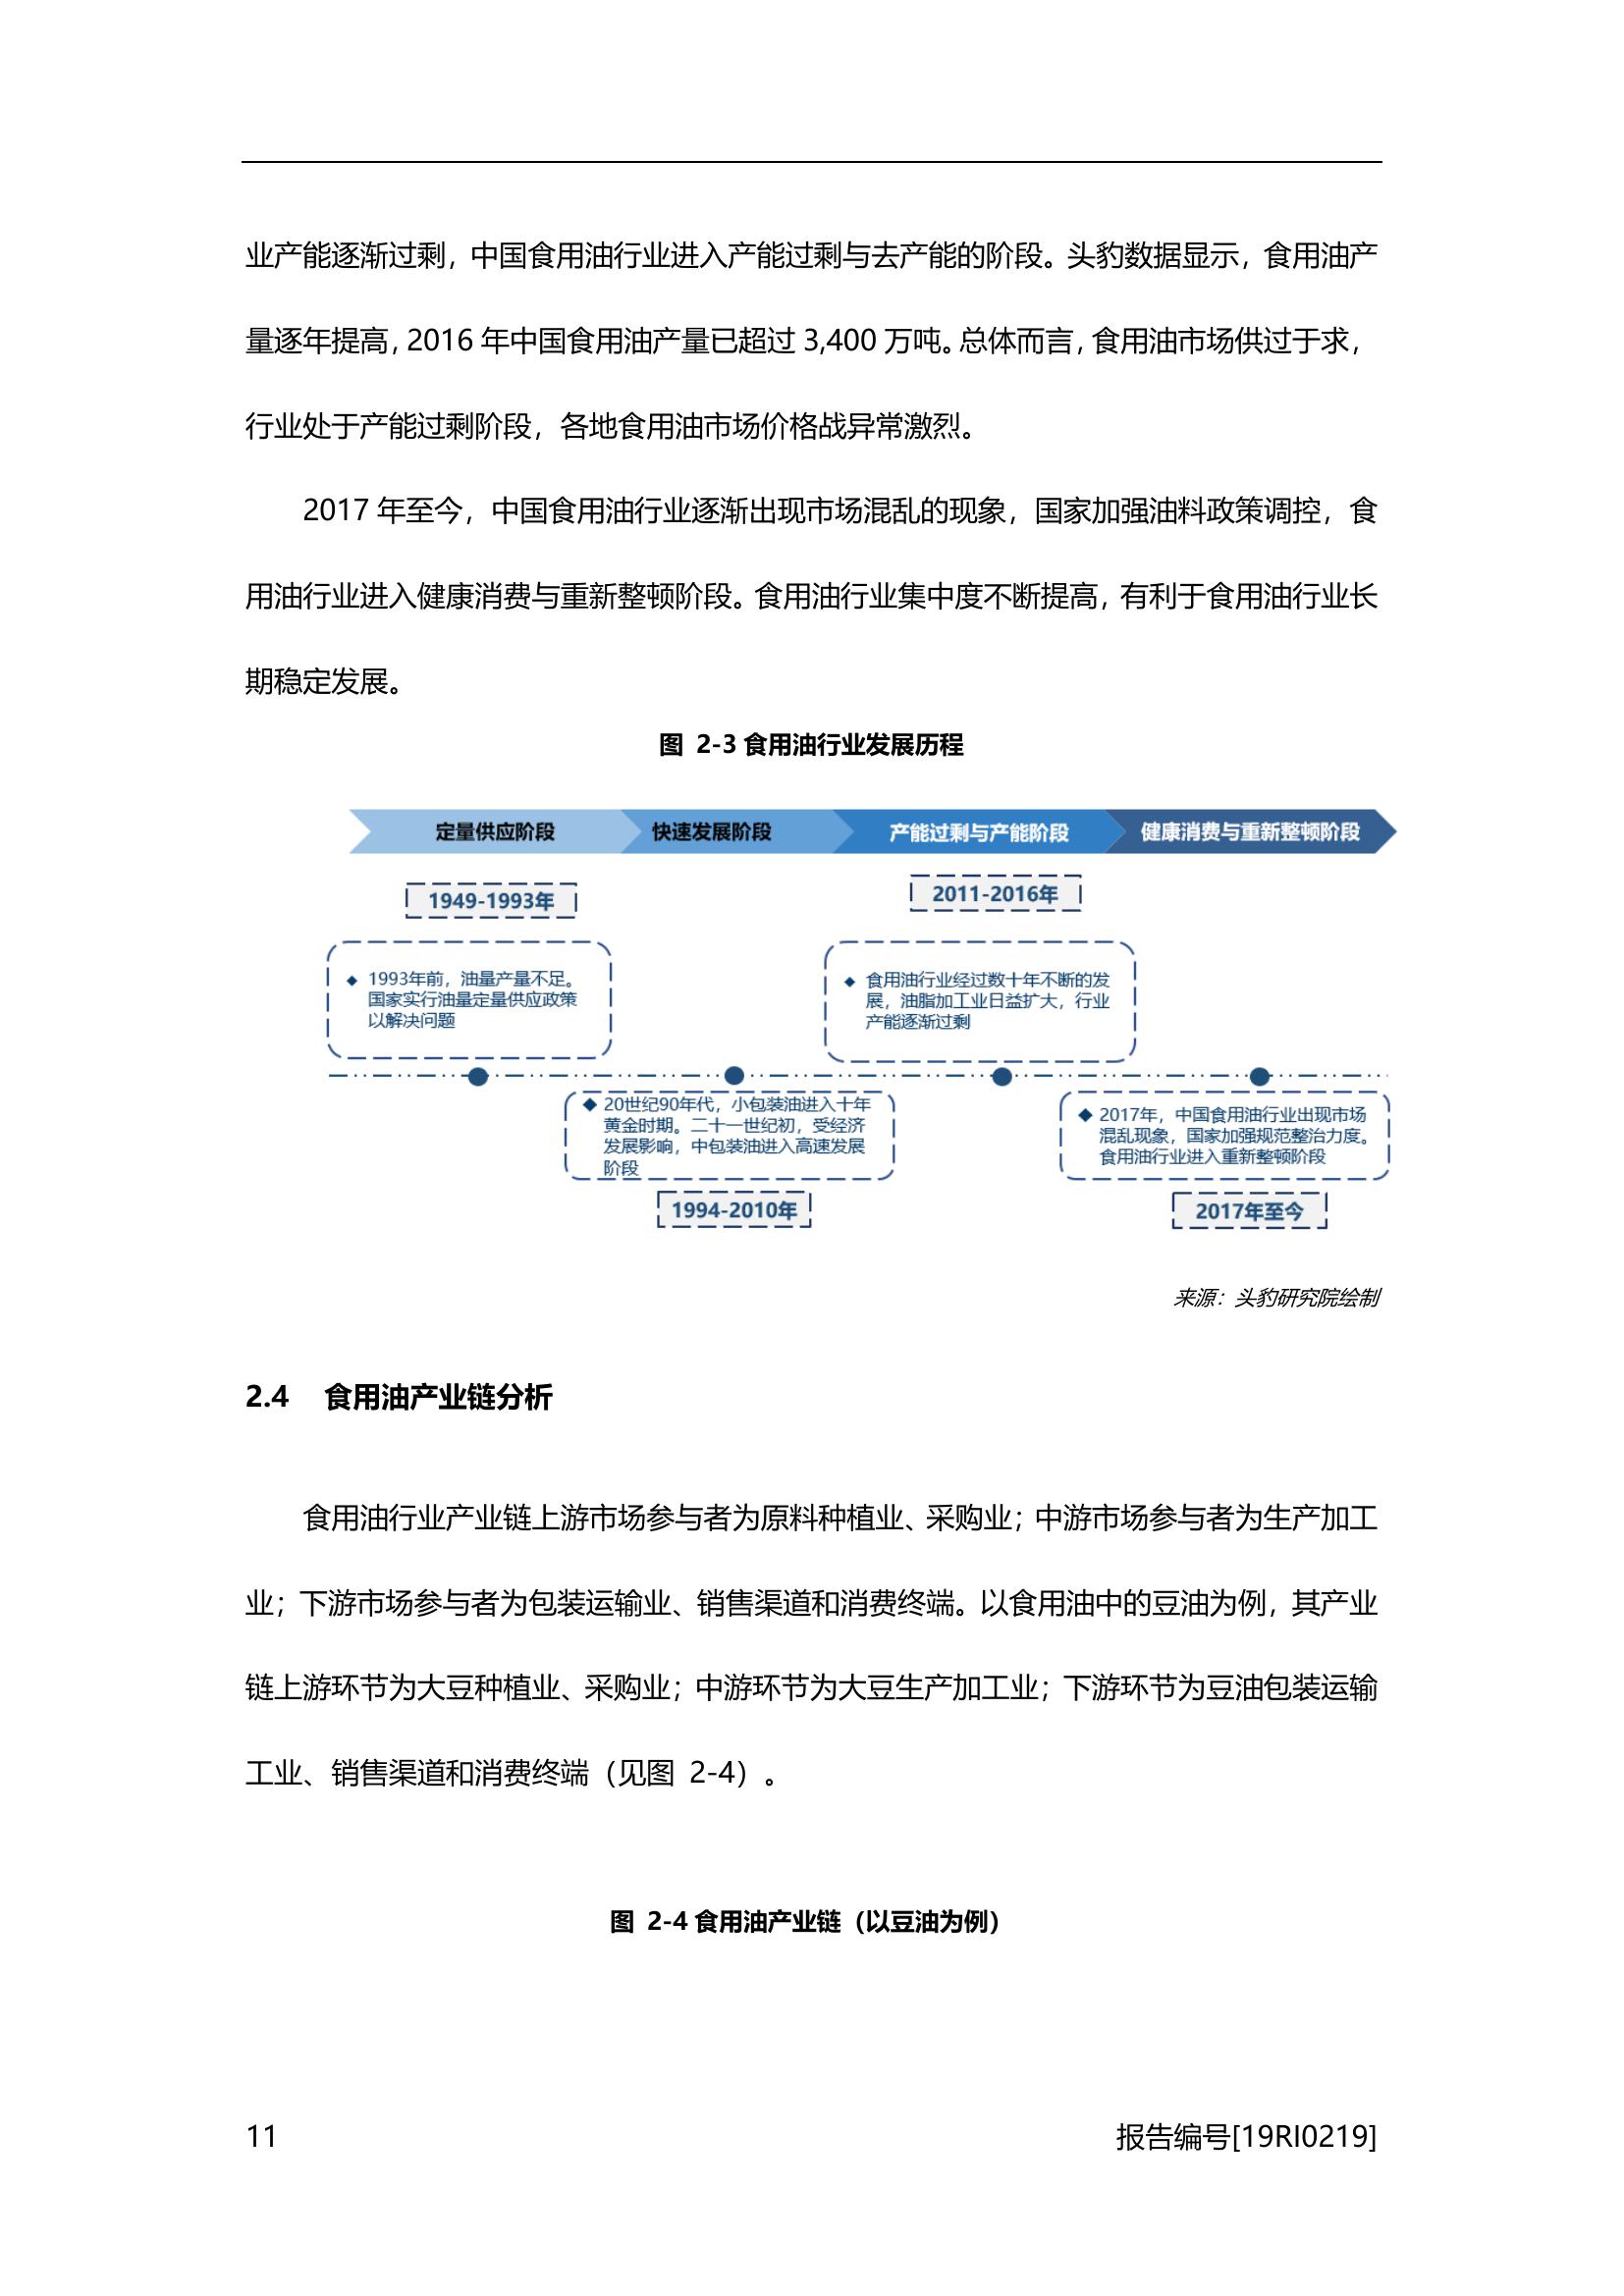 业产能逐渐过剩，中国食用油行业进入产能过剩与去产能的阶段。头豹数据显示，食用油产
量逐年提高，2016 年中国食用油产量已超过 3,400 万吨。总体而言，食用油市场供过于求，
行业处于产能过剩阶段，各地食用油市场价格战异常激烈。
2017 年至今，中国食用油行业逐渐出现市场混乱的现象，国家加强油料政策调控，食
用油行业进入健康消费与重新整顿阶段。食用油行业集中度不断提高，有利于食用油行业长
期稳定发展。
图 2-3 食用油行业发展历程
定量供应阶段
快速发展阶段
产能过剩与产能阶段
健康消费与重新整顿阶段
1949-1993年
2011-2016年
◆ 1993年前，油量产量不足。
国家实行油量定量供应政策
以解决问题
◆ 食用油行业经过数十年不断的发
展，油脂加工业日益扩大，行业
产能逐渐过剩
◆ 20世纪90年代，小包装油进入十年
黄金时期。二十一世纪初，受经济
发展影响，中包装油进入高速发展
阶段
◆ 2017年，中国食用油行业出现市场
混乱现象，国家加强规范整治力度。
食用油行业进入重新整顿阶段
1994-2010年
2017年至今
来源：头豹研究院绘制
2.4 食用油产业链分析
食用油行业产业链上游市场参与者为原料种植业、采购业；中游市场参与者为生产加工
业；下游市场参与者为包装运输业、销售渠道和消费终端。以食用油中的豆油为例，其产业
链上游环节为大豆种植业、采购业；中游环节为大豆生产加工业；下游环节为豆油包装运输
工业、销售渠道和消费终端（见图 2-4）。
图 2-4 食用油产业链（以豆油为例）
11
报告编号[19RI0219]